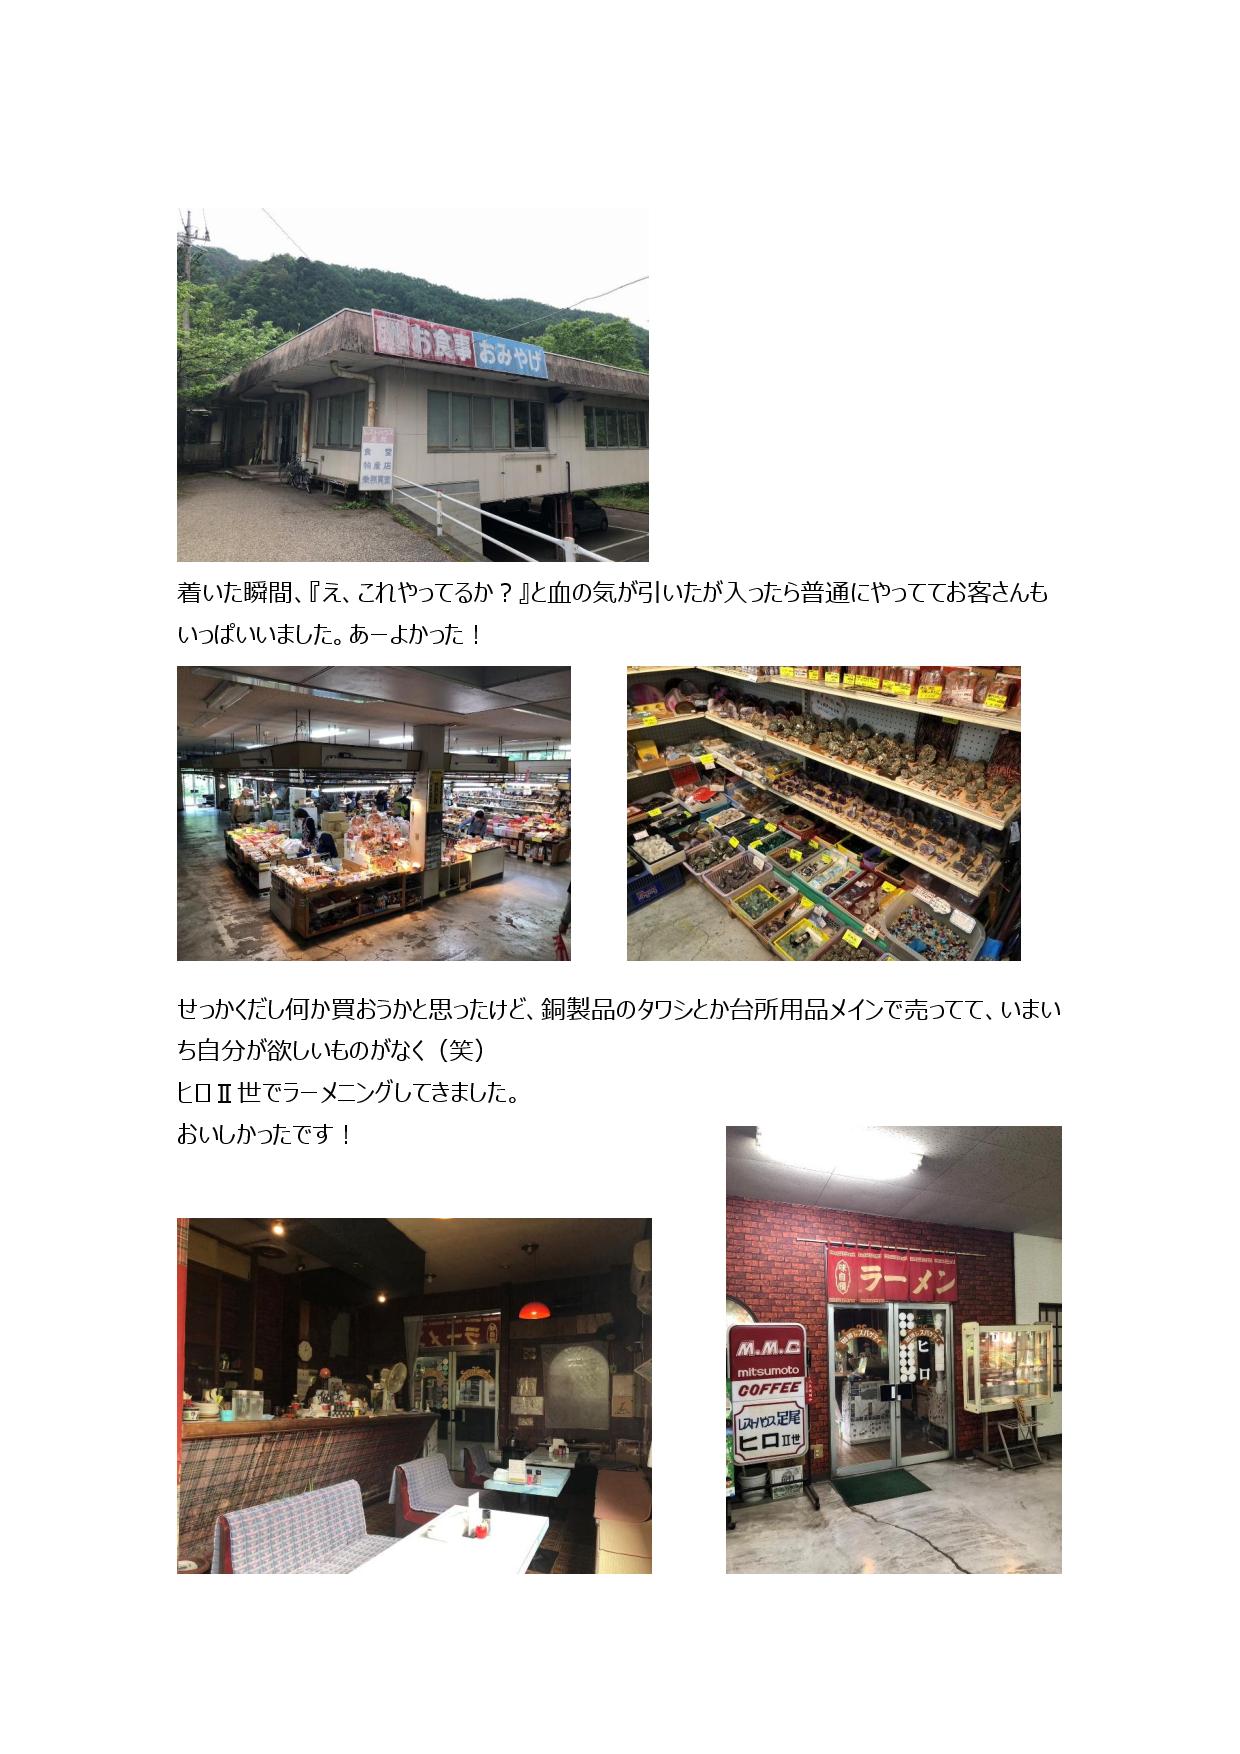 お食事 おみやげ
食堂
特産店
乗務員室
着いた瞬間、『え、これやってるか？』と血の気が引いたが入ったら普通にやっててお客さんも
いっぱいいました。あーよかった！
せっかくだし何か買おうかと思ったけど、銅製品のタワシとか台所用品メインで売ってて、いまい
ち自分が欲しいものがなく（笑）
ヒロⅡ世でラーメニングしてきました。
おいしかったです！
ラーメ
味自慢 ラーメン
ヒロ
M.M.C
mitsumoto
COFFEE
レストハウス足尾
ヒロⅡ世